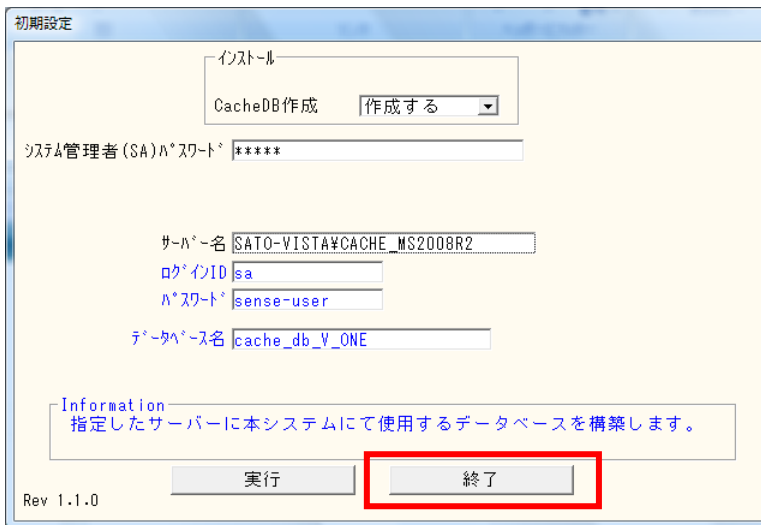 初期設定
インストール
CacheDB作成 作成する
システム管理者(SA)パスワード *****
サーバー名 SATO-VISTA¥CACHE_MS2008R2
ログインID sa
パスワード sense-user
データベース名 cache_db_V_ONE
Information
指定したサーバーに本システムにて使用するデータベースを構築します。
実行 終了
Rev 1.1.0